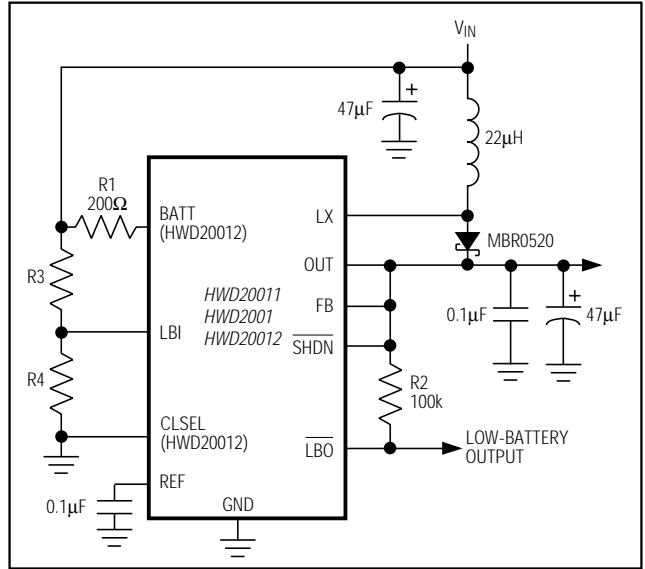 VIN
47µF
+
22µH
R1
200Ω
BATT
(HWD20012)
LX
MBR0520
OUT
R3
HWD20011
HWD2001
HWD20012
FB
0.1µF
+
47µF
LBI
SHDN
R4
R2
100k
CLSEL
(HWD20012)
LBO
LOW-BATTERY
OUTPUT
REF
0.1µF
GND